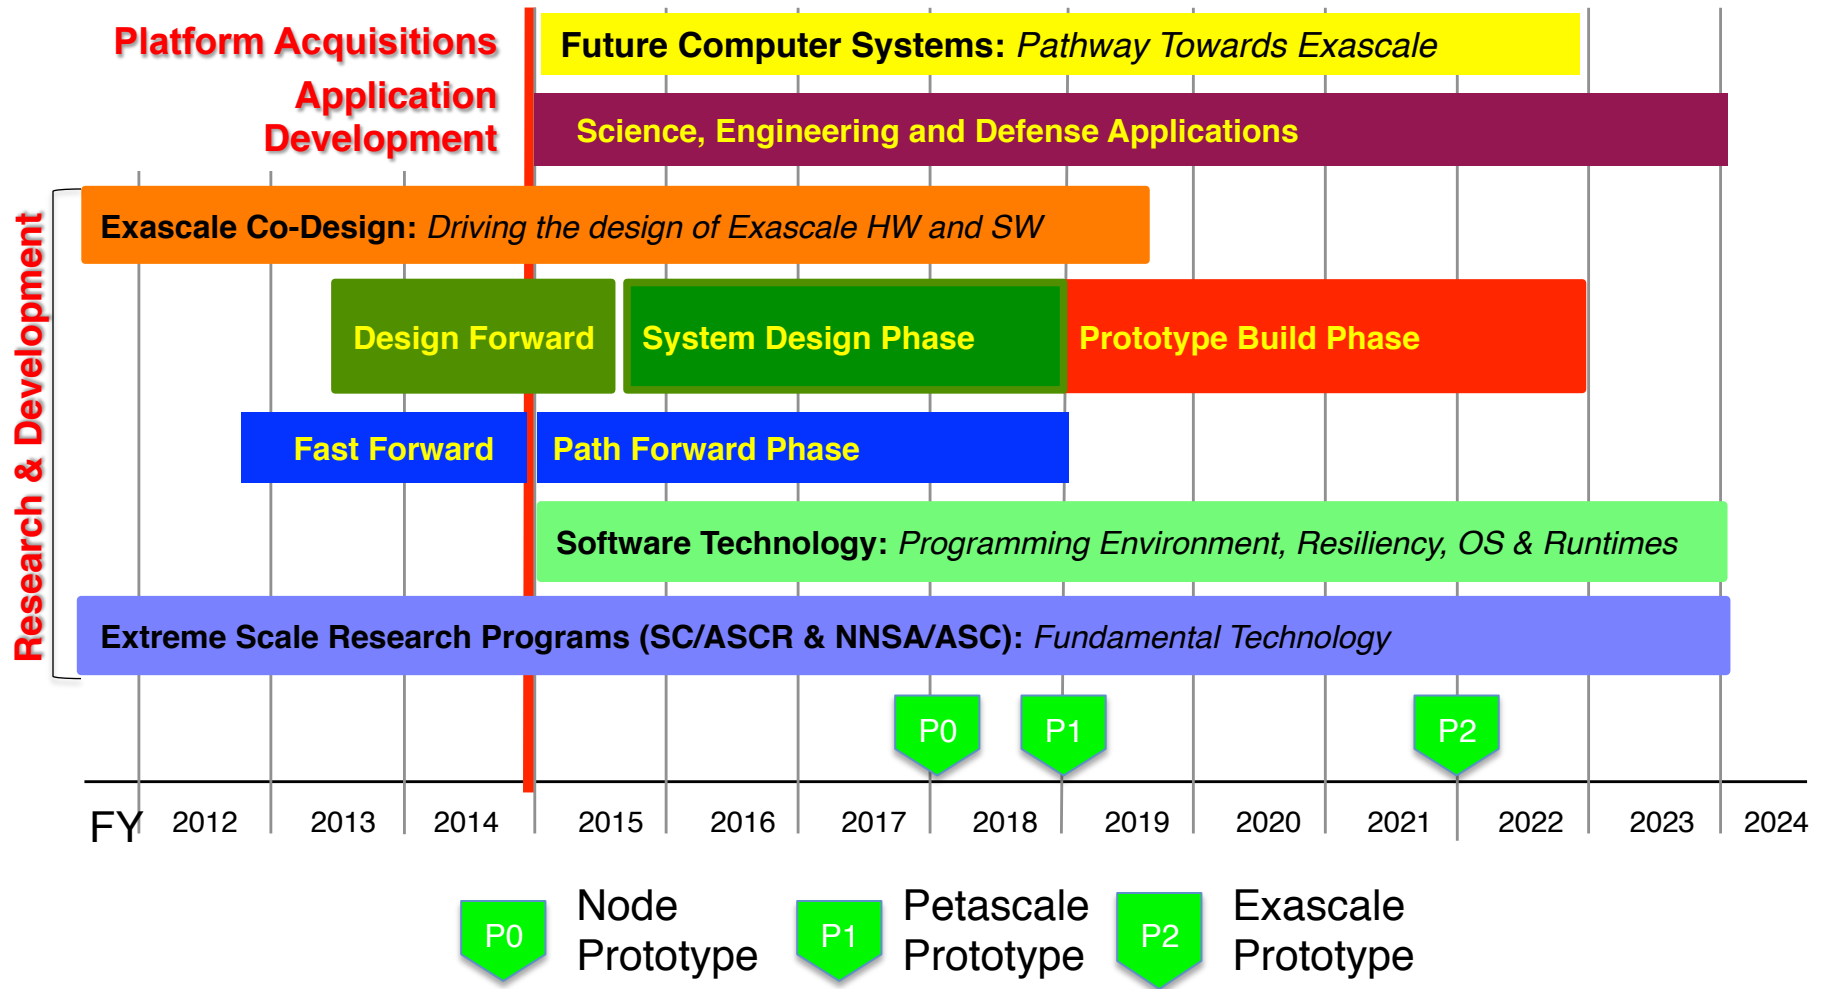 Platform Acquisitions
Future Computer Systems: Pathway Towards Exascale
Application
Development
Science, Engineering and Defense Applications
Research & Development
Exascale Co-Design: Driving the design of Exascale HW and SW
Design Forward
System Design Phase
Prototype Build Phase
Fast Forward
Path Forward Phase
Software Technology: Programming Environment, Resiliency, OS & Runtimes
Extreme Scale Research Programs (SC/ASCR & NNSA/ASC): Fundamental Technology
P0
P1
P2
FY 2012 2013 2014 2015 2016 2017 2018 2019 2020 2021 2022 2023 2024
P0
Node
Prototype
P1
Petascale
Prototype
P2
Exascale
Prototype